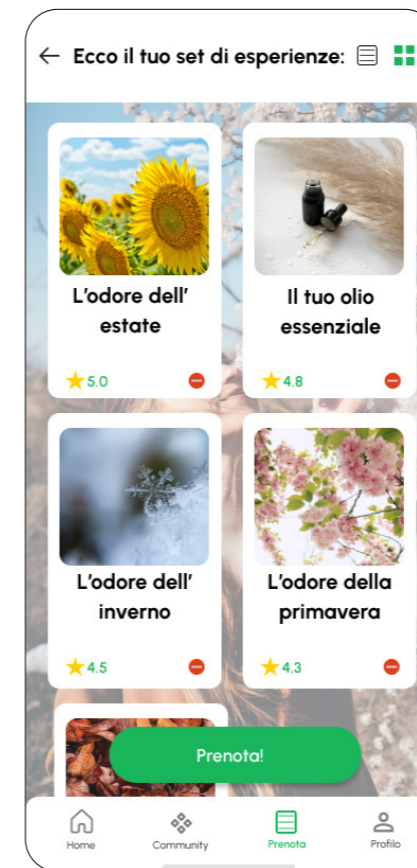 Ecco il tuo set di esperienze:
L'odore dell'
estate
5.0
Il tuo olio
essenziale
4.8
L'odore dell'
inverno
4.5
L'odore della
primavera
4.3
Prenota!
Home
Community
Prenota
Profilo